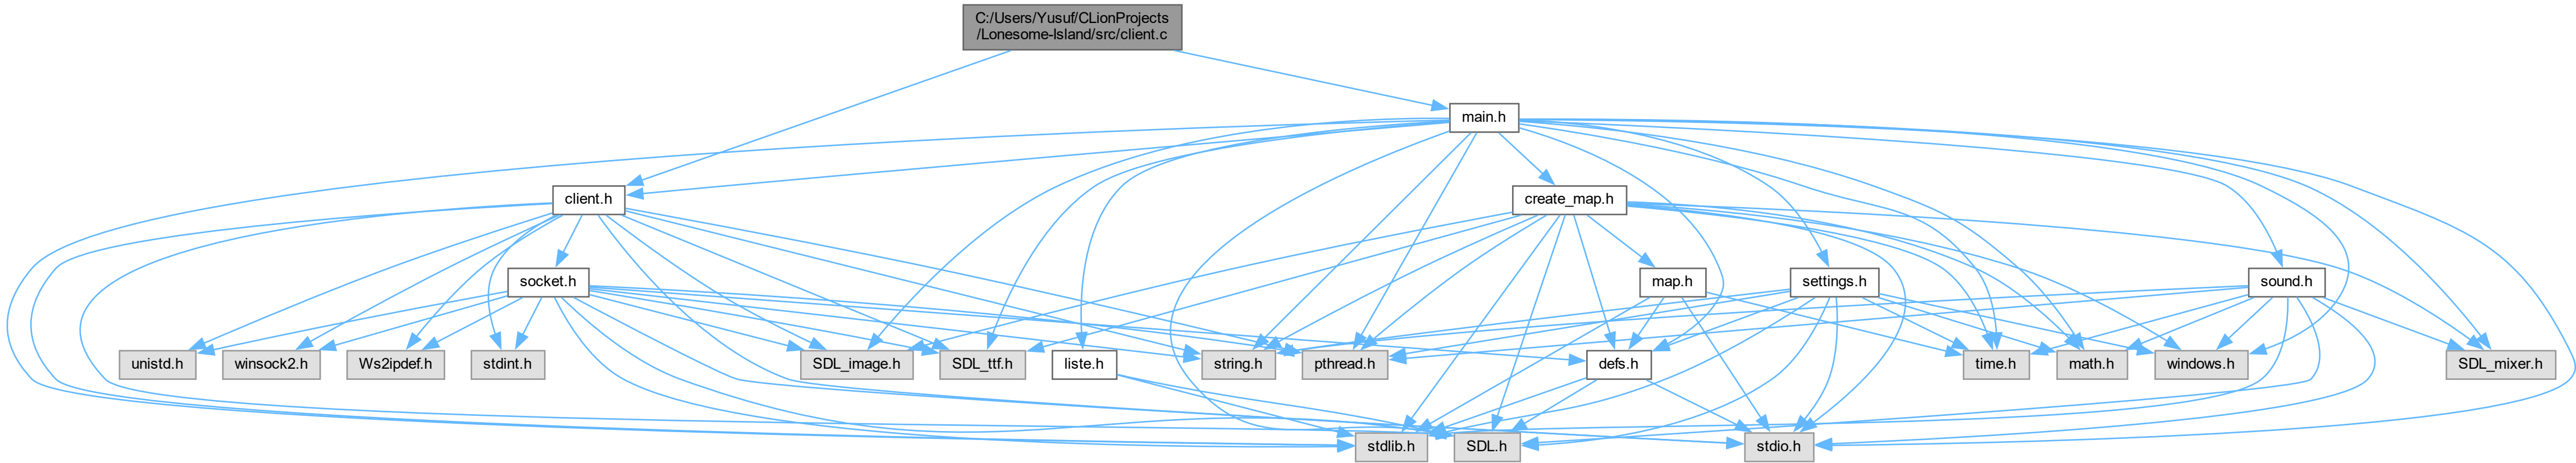 C:/Users/Yusuf/CLionProjects
/Lonesome-Island/src/client.c
main.h
client.h
create_map.h
socket.h
map.h
settings.h
sound.h
unistd.h
winsock2.h
Ws2ipdef.h
stdint.h
SDL_image.h
SDL_ttf.h
liste.h
string.h
pthread.h
defs.h
time.h
math.h
windows.h
SDL_mixer.h
stdlib.h
SDL.h
stdio.h